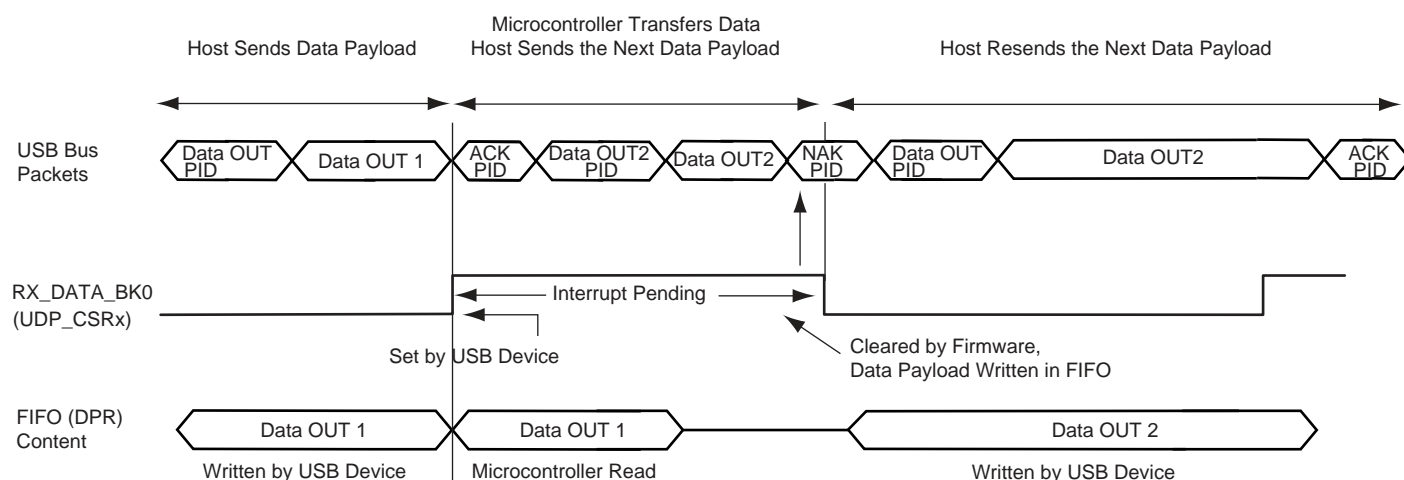 Microcontroller Transfers Data
Host Sends Data Payload
Host Sends the Next Data Payload
Host Resends the Next Data Payload
USB Bus
Packets
Data OUT
PID
Data OUT 1
ACK
PID
Data OUT2
PID
Data OUT2
NAK
PID
Data OUT
PID
Data OUT2
ACK
PID
RX_DATA_BK0
(UDP_CSRx)
Interrupt Pending
Set by USB Device
Cleared by Firmware,
Data Payload Written in FIFO
FIFO (DPR)
Content
Data OUT 1
Data OUT 1
Data OUT 2
Written by USB Device
Microcontroller Read
Written by USB Device